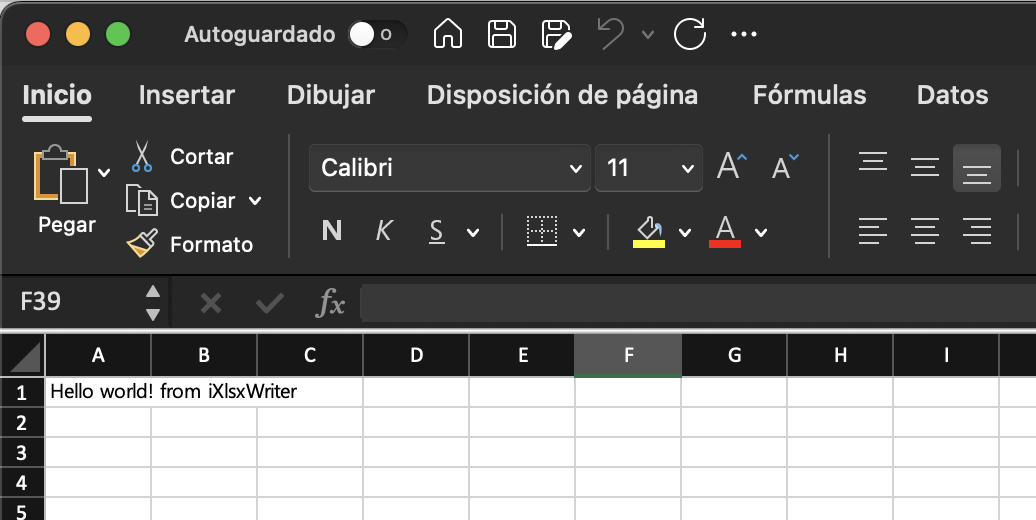 Autoguardado
Inicio Insertar Dibujar Disposición de página Fórmulas Datos
Pegar
Cortar
Copiar
Formato
Calibri 11 A A
N K S A
F39 fx
A B C D E F G H I
1 Hello world! from iXlsxWriter
2
3
4
5